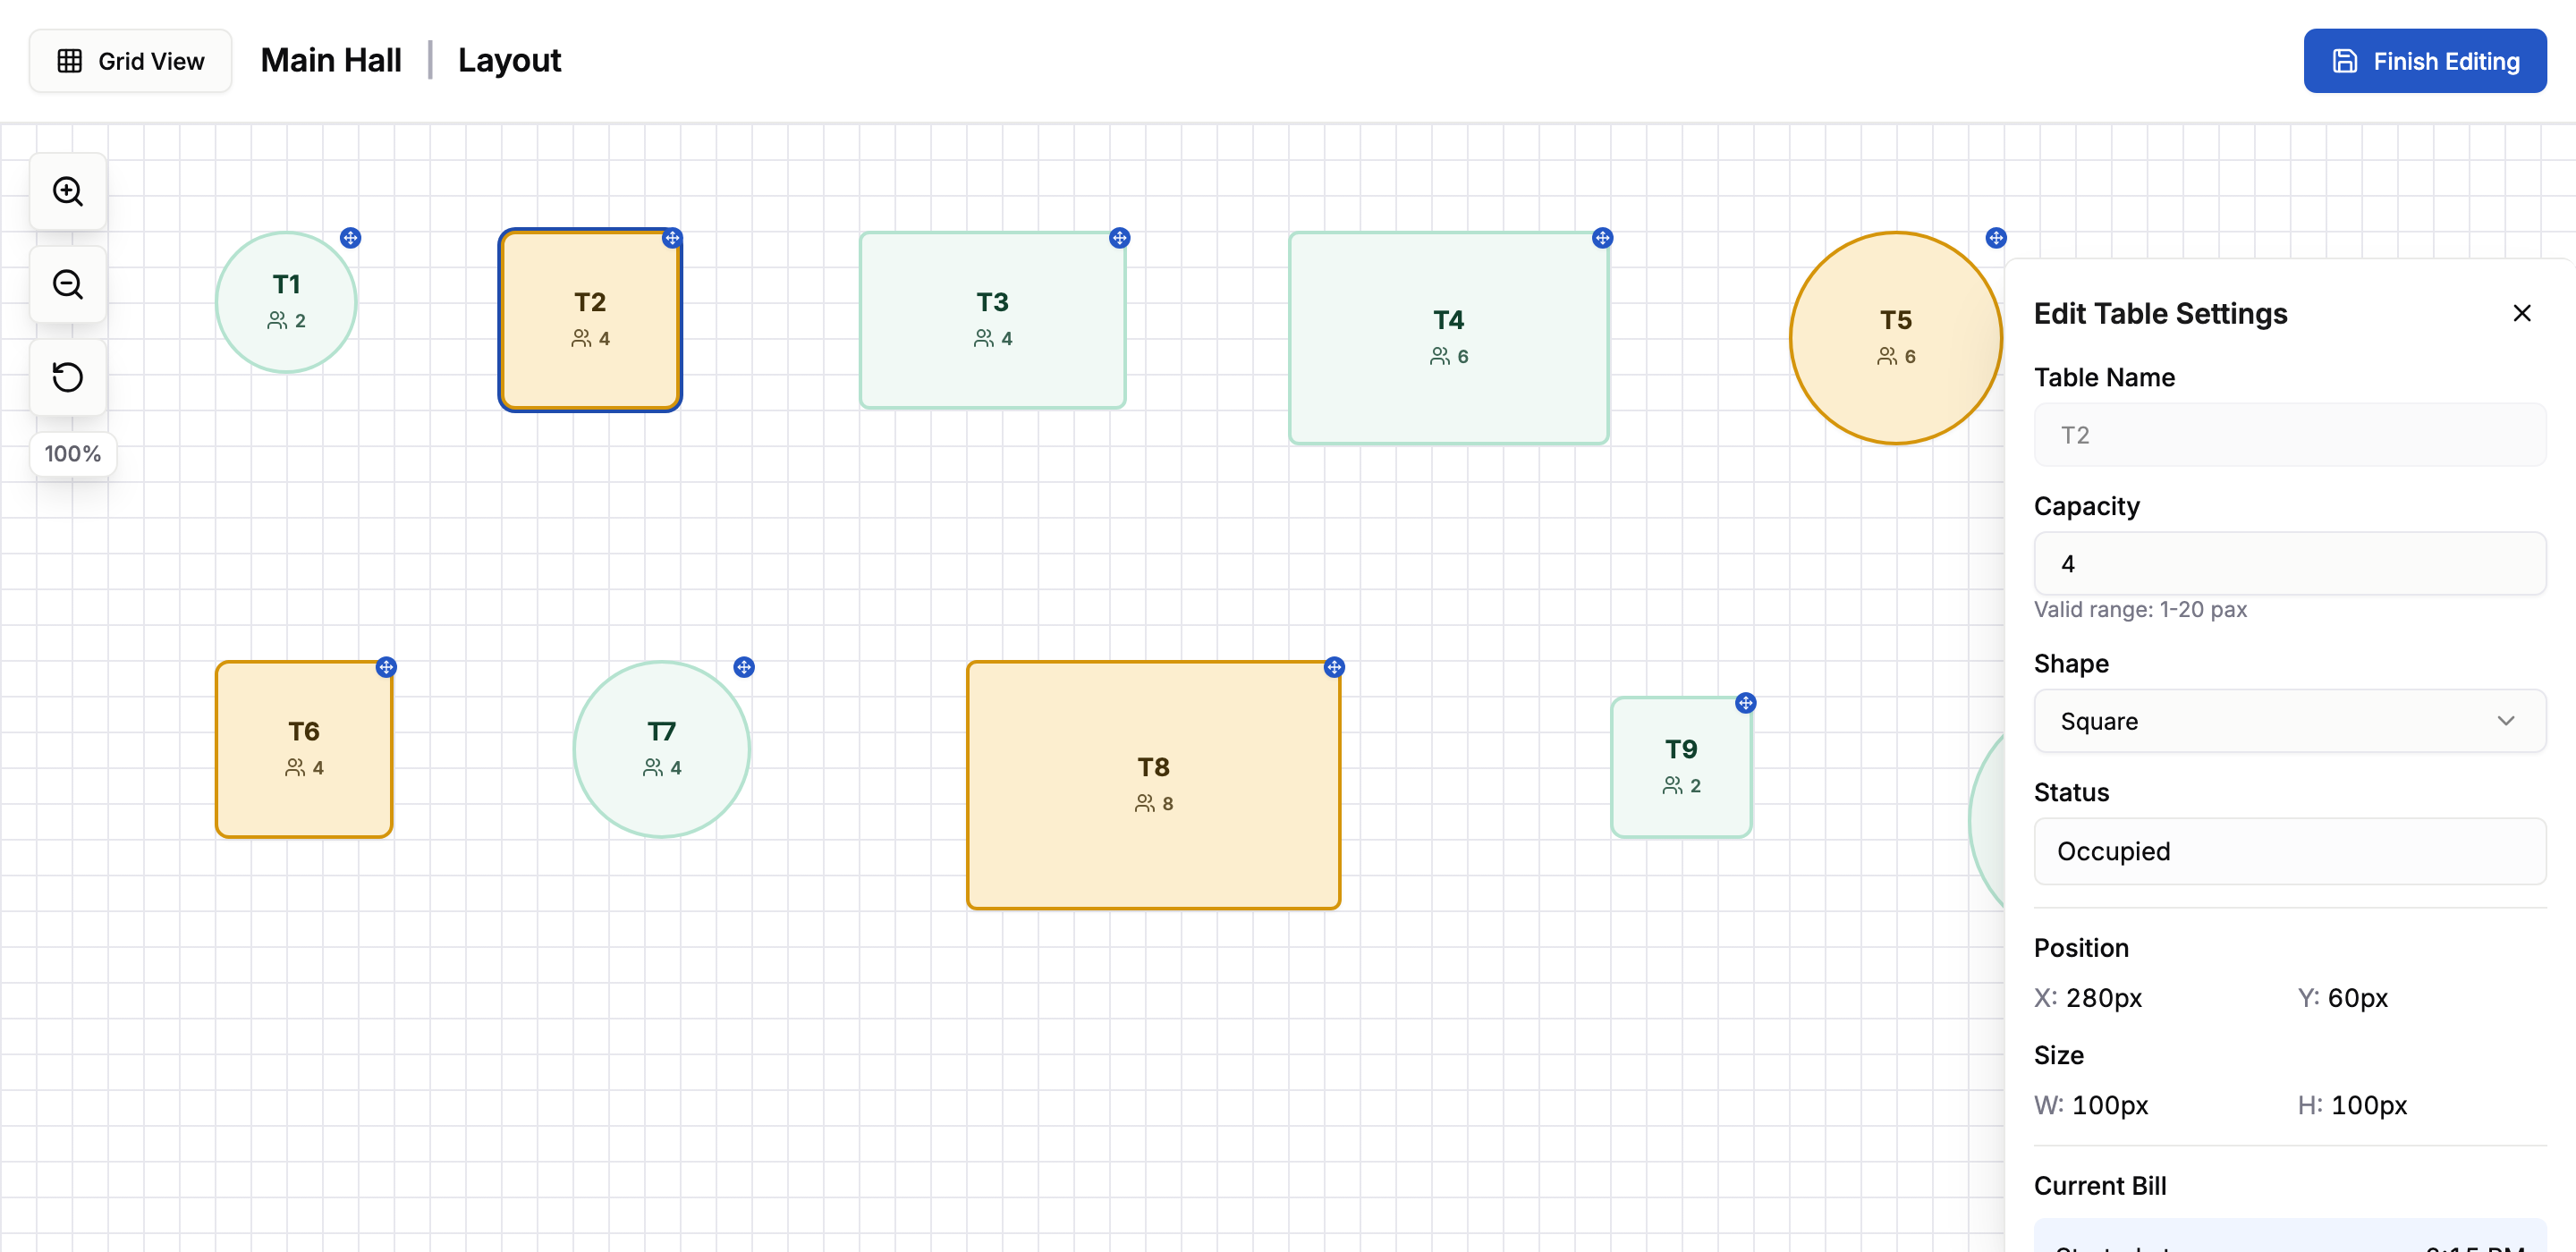 Grid View
Main Hall
Layout
Finish Editing
100%
T1
2
T2
4
T3
4
T4
6
T5
6
T6
4
T7
4
T8
8
T9
2
Edit Table Settings
Table Name
T2
Capacity
4
Valid range: 1-20 pax
Shape
Square
Status
Occupied
Position
X: 280px Y: 60px
Size
W: 100px H: 100px
Current Bill